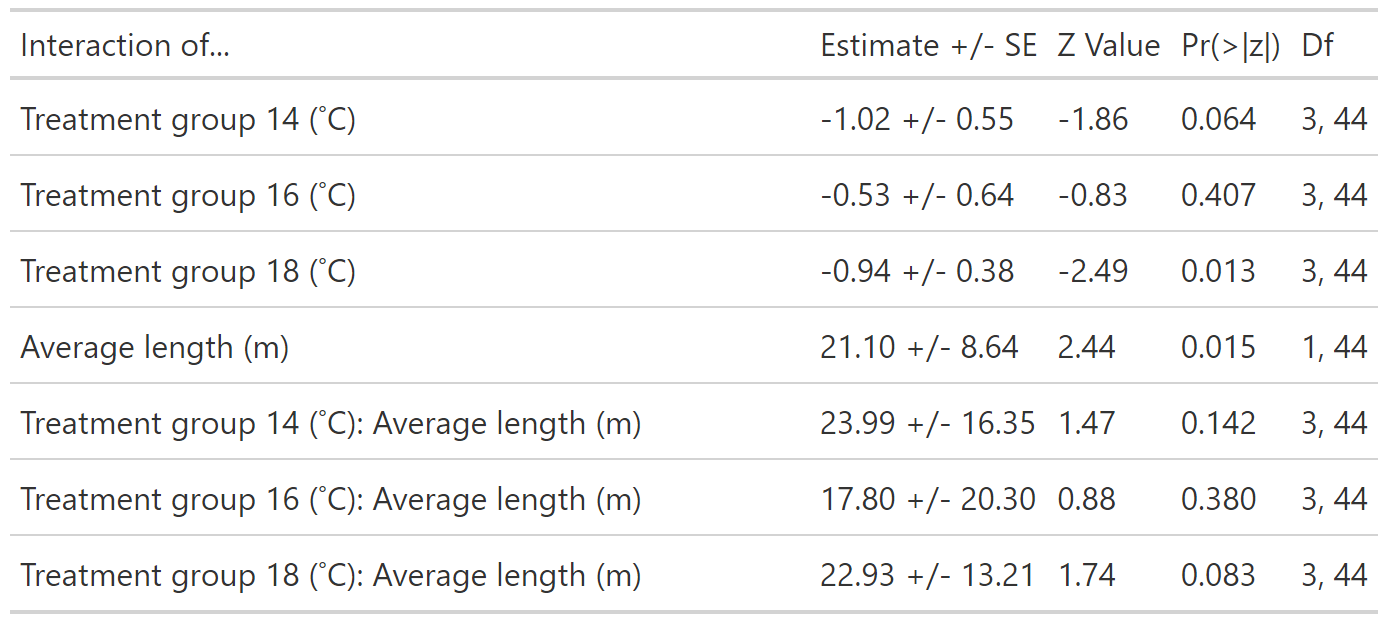 Interaction of... Estimate +/- SE Z Value Pr(>|z|) Df
Treatment group 14 (°C) -1.02 +/- 0.55 -1.86 0.064 3, 44
Treatment group 16 (°C) -0.53 +/- 0.64 -0.83 0.407 3, 44
Treatment group 18 (°C) -0.94 +/- 0.38 -2.49 0.013 3, 44
Average length (m) 21.10 +/- 8.64 2.44 0.015 1, 44
Treatment group 14 (°C): Average length (m) 23.99 +/- 16.35 1.47 0.142 3, 44
Treatment group 16 (°C): Average length (m) 17.80 +/- 20.30 0.88 0.380 3, 44
Treatment group 18 (°C): Average length (m) 22.93 +/- 13.21 1.74 0.083 3, 44